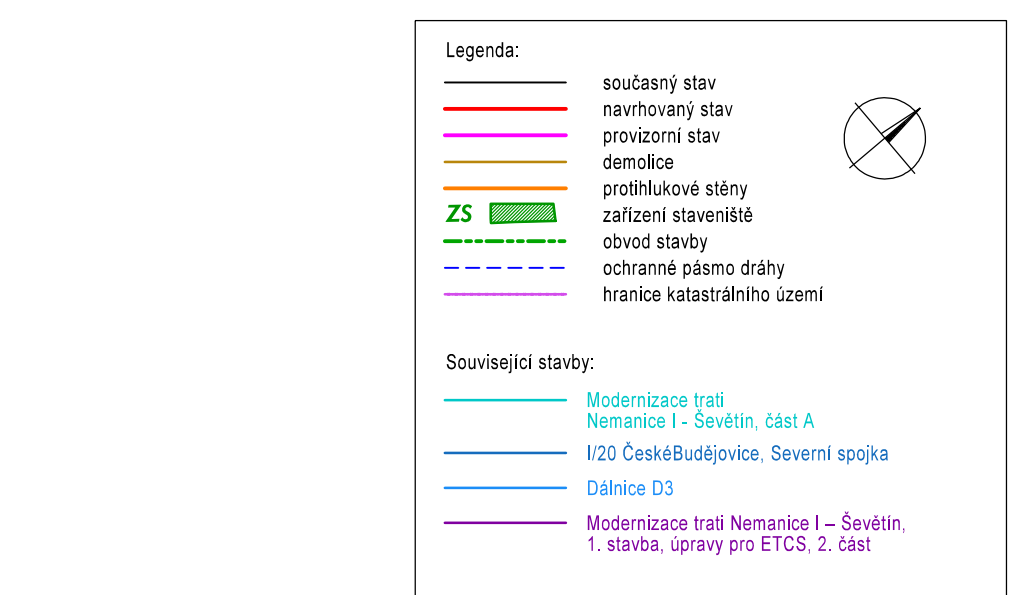 Legenda:
současný stav
navrhovaný stav
provizorní stav
demolice
protihlukové stěny
ZS zařízení staveniště
obvod stavby
ochranné pásmo dráhy
hranice katastrálního území
Související stavby:
Modernizace trati
Nemanice I - Ševětín, část A
I/20 ČeskéBudějovice, Severní spojka
Dálnice D3
Modernizace trati Nemanice I – Ševětín,
1. stavba, úpravy pro ETCS, 2. část